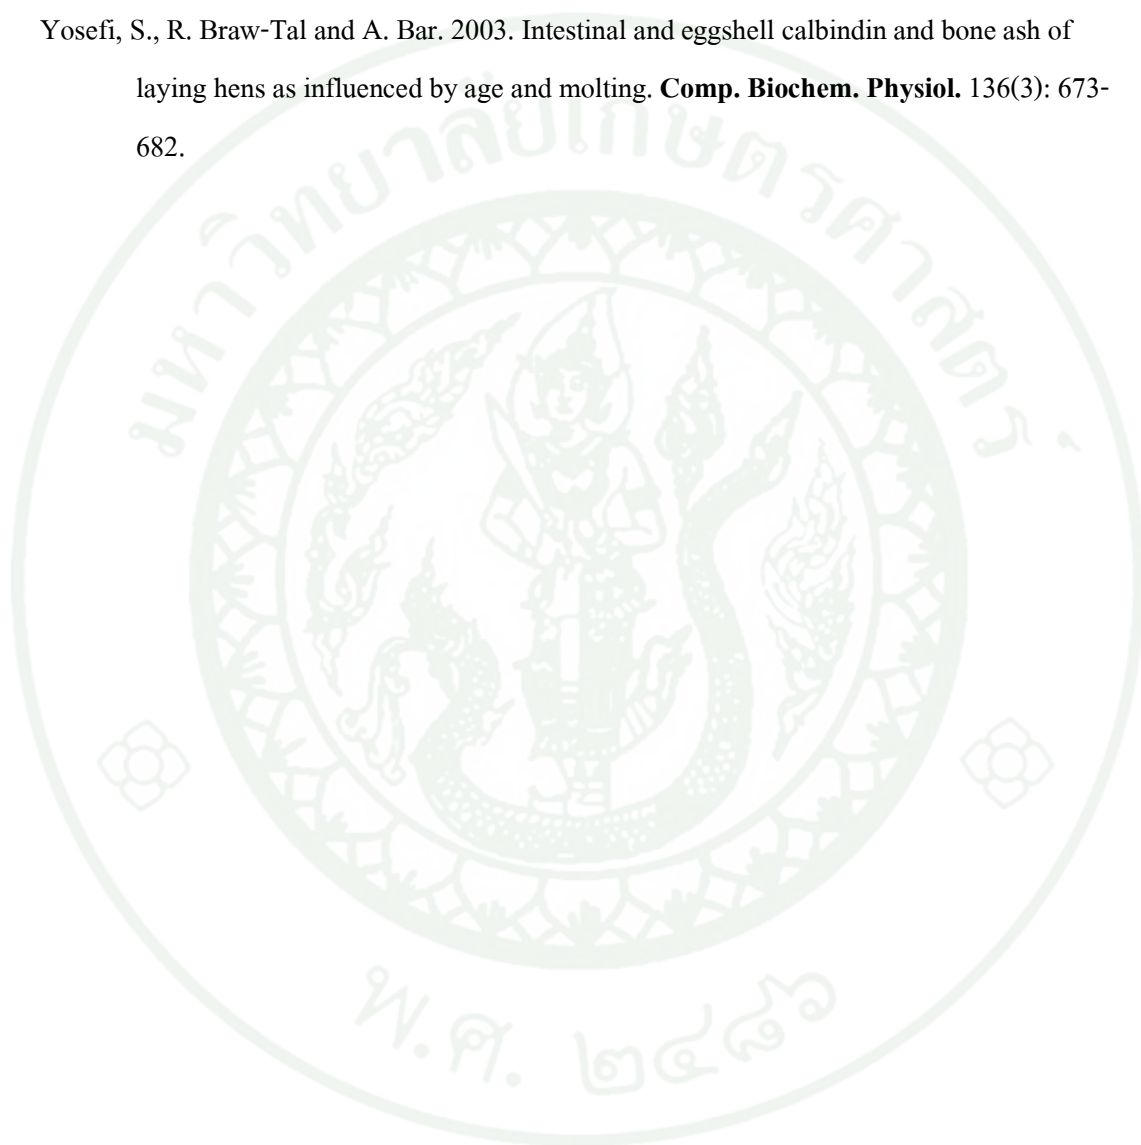 Yosefi, S., R. Braw-Tal and A. Bar. 2003. Intestinal and eggshell calbindin and bone ash of
laying hens as influenced by age and molting. Comp. Biochem. Physiol. 136(3): 673-
682.
มหาวิทยาลัยเกษตรศาสตร์
พ.ศ. ๒๔๘๖